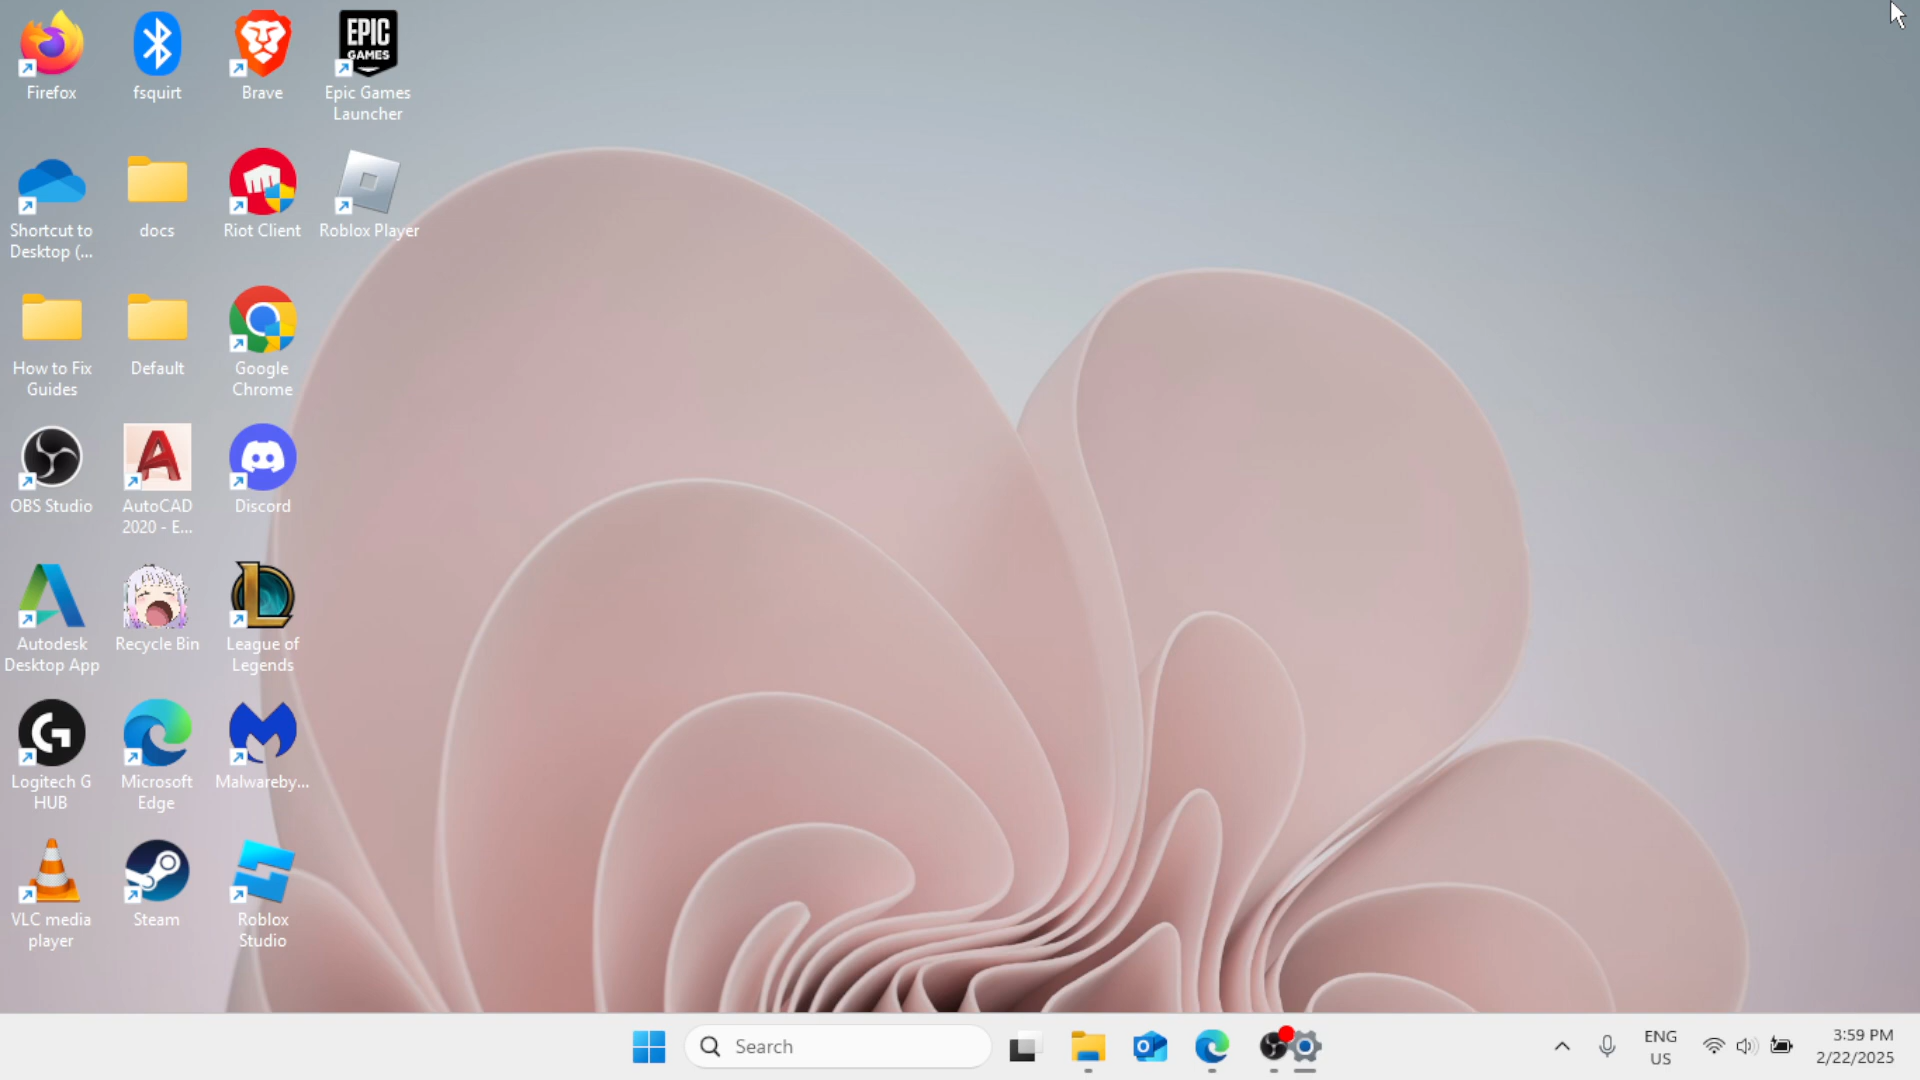 Firefox
fsquirt
Brave
EPIC
GAMES
Epic Games
Launcher
Shortcut to
Desktop (...
docs
Riot Client
Roblox Player
How to Fix
Guides
Default
Google
Chrome
OBS Studio
AutoCAD
2020 - E...
Discord
Autodesk
Desktop App
Recycle Bin
League of
Legends
Logitech G
HUB
Microsoft
Edge
Malwareby...
VLC media
player
Steam
Roblox
Studio
Search
ENG
US
3:59 PM
2/22/2025